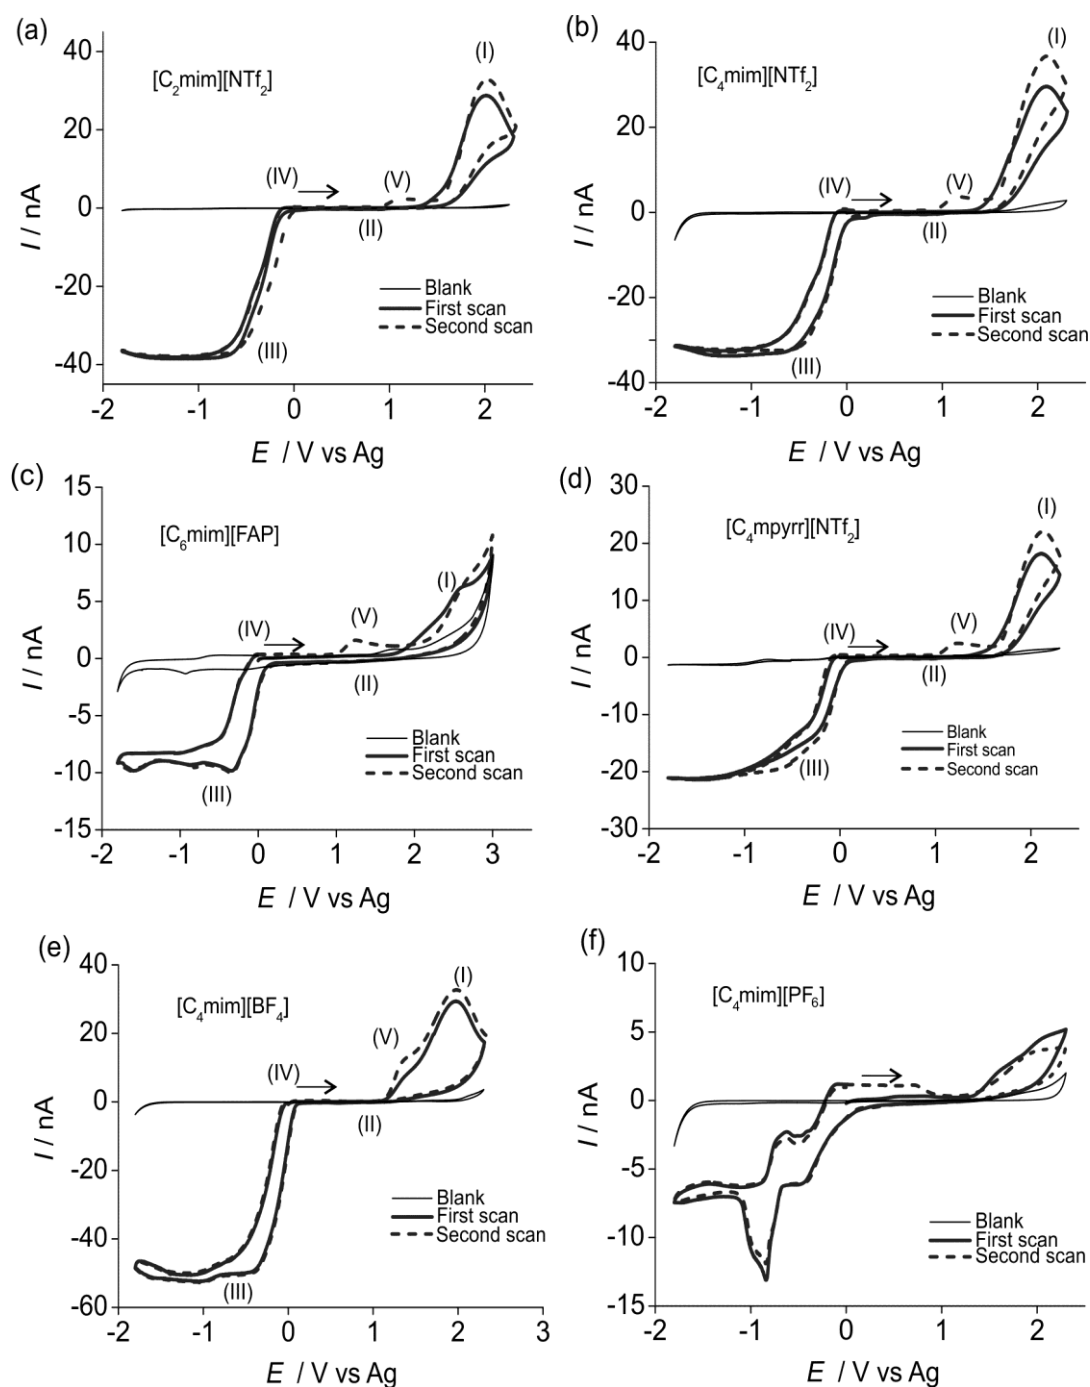 (a)
[C₂mim][NTf₂]
(I)
(IV)
(V)
(II)
(III)
Blank
First scan
Second scan
40
20
0
-20
-40
I / nA
-2 -1 0 1 2
E / V vs Ag
(b)
[C₄mim][NTf₂]
(I)
(IV)
(V)
(II)
(III)
Blank
First scan
Second scan
40
20
0
-20
-40
I / nA
-2 -1 0 1 2
E / V vs Ag
(c)
[C₆mim][FAP]
(I)
(V)
(IV)
(II)
(III)
Blank
First scan
Second scan
15
10
5
0
-5
-10
-15
I / nA
-2 -1 0 1 2 3
E / V vs Ag
(d)
[C₄mpyrr][NTf₂]
(I)
(IV)
(V)
(II)
(III)
Blank
First scan
Second scan
30
20
10
0
-10
-20
-30
I / nA
-2 -1 0 1 2
E / V vs Ag
(e)
[C₄mim][BF₄]
(I)
(V)
(IV)
(II)
(III)
Blank
First scan
Second scan
40
20
0
-20
-40
-60
I / nA
-2 -1 0 1 2 3
E / V vs Ag
(f)
[C₄mim][PF₆]
Blank
First scan
Second scan
10
5
0
-5
-10
-15
I / nA
-2 -1 0 1 2
E / V vs Ag